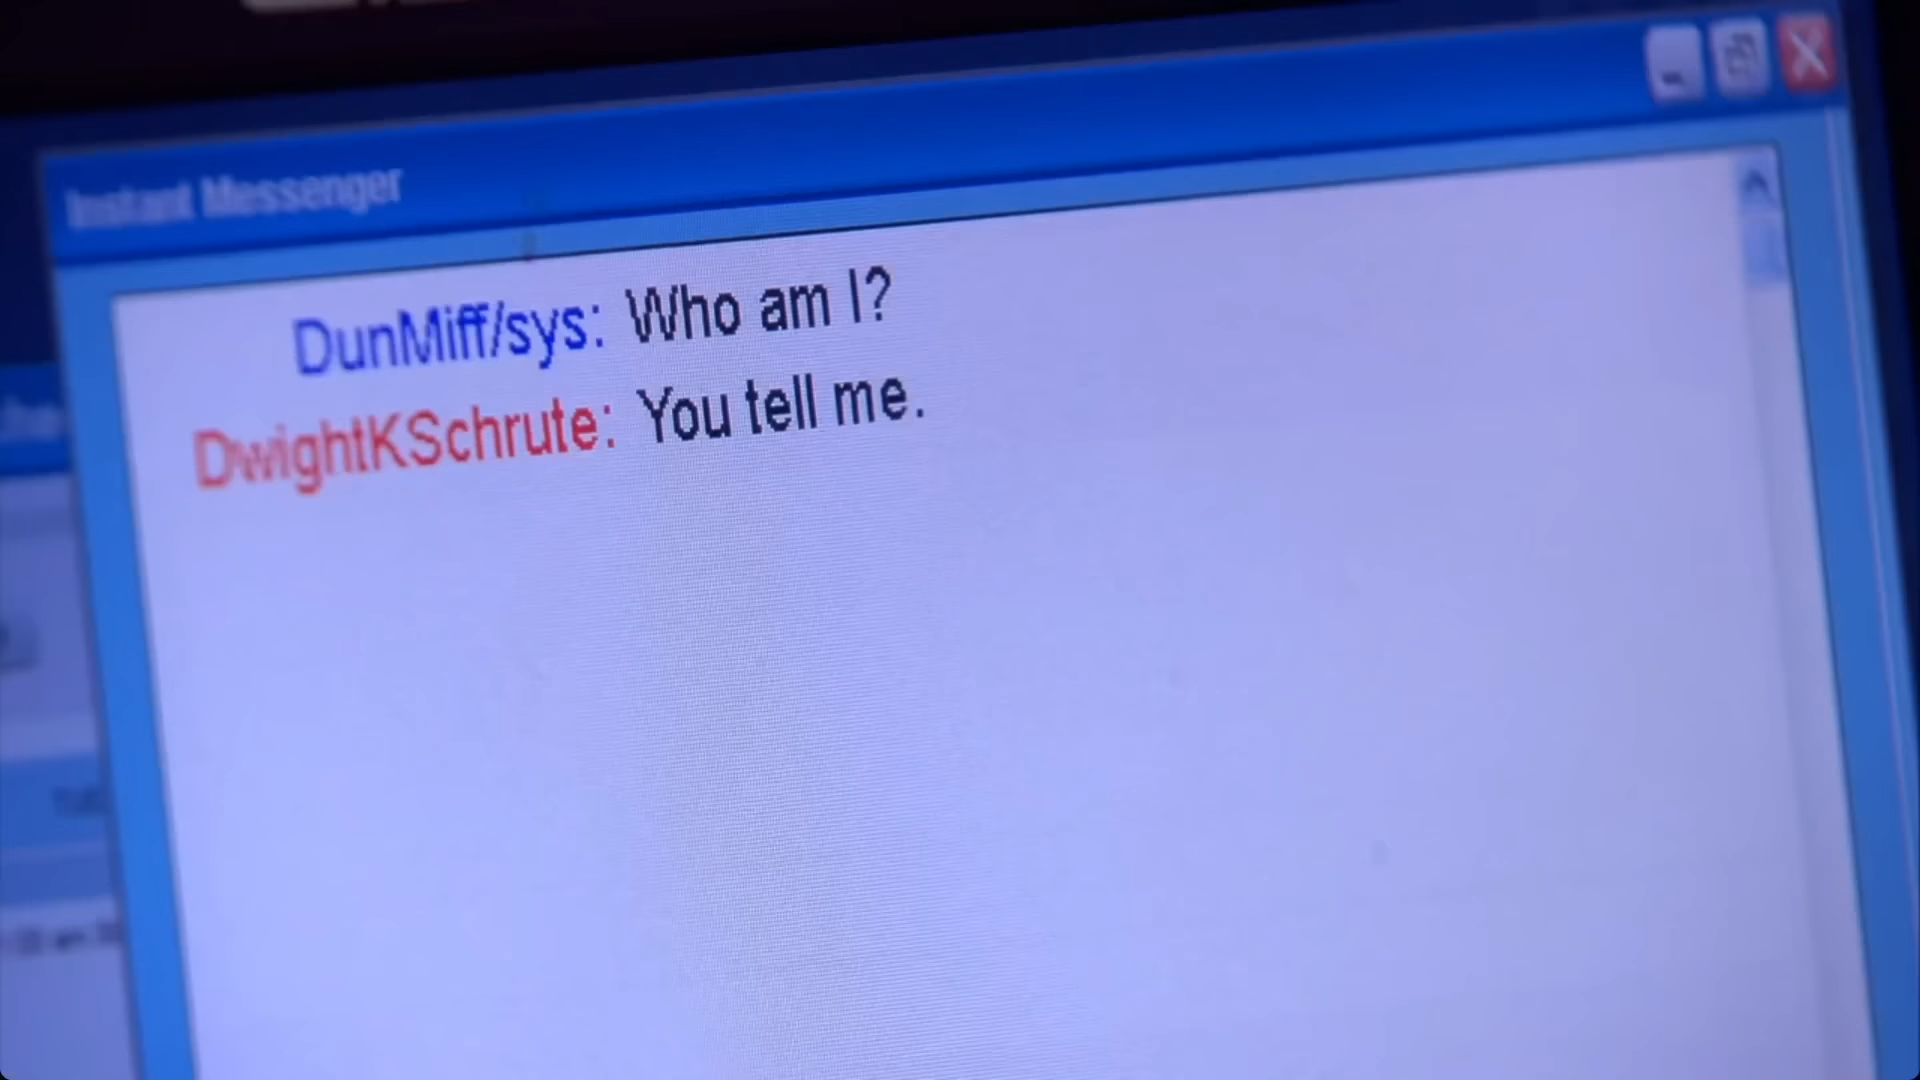 Instant Messenger
DunMiff/sys: Who am I?
DwightKSchrute: You tell me.